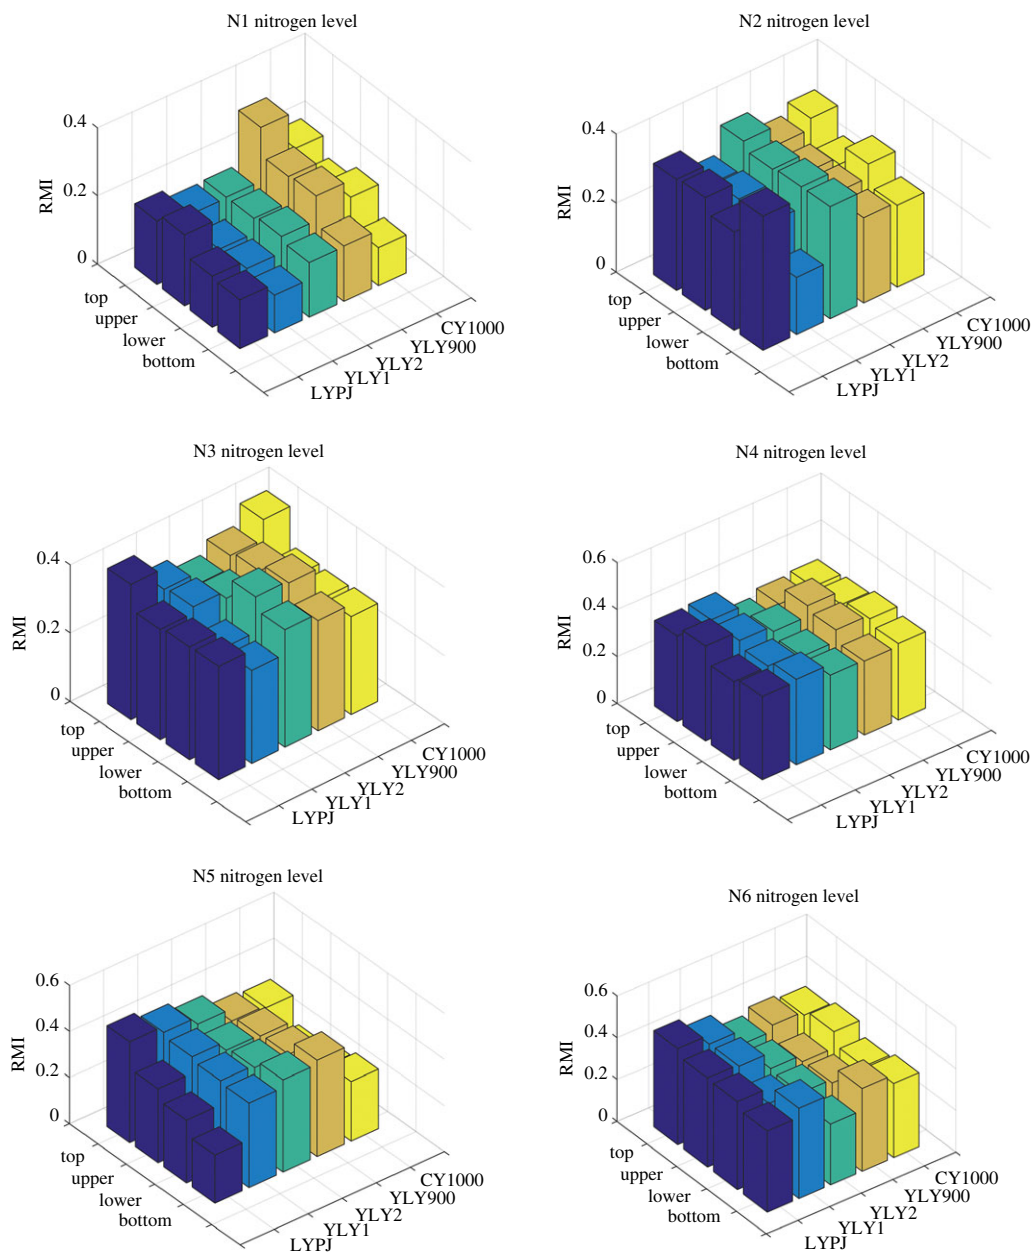 N1 nitrogen level
0.4
0.2
0
RMI
top
upper
lower
bottom
LYPJ
YLY1
YLY2
YLY900
CY1000
N2 nitrogen level
0.4
0.2
0
RMI
top
upper
lower
bottom
LYPJ
YLY1
YLY2
YLY900
CY1000
N3 nitrogen level
0.4
0.2
0
RMI
top
upper
lower
bottom
LYPJ
YLY1
YLY2
YLY900
CY1000
N4 nitrogen level
0.6
0.4
0.2
0
RMI
top
upper
lower
bottom
LYPJ
YLY1
YLY2
YLY900
CY1000
N5 nitrogen level
0.6
0.4
0.2
0
RMI
top
upper
lower
bottom
LYPJ
YLY1
YLY2
YLY900
CY1000
N6 nitrogen level
0.6
0.4
0.2
0
RMI
top
upper
lower
bottom
LYPJ
YLY1
YLY2
YLY900
CY1000